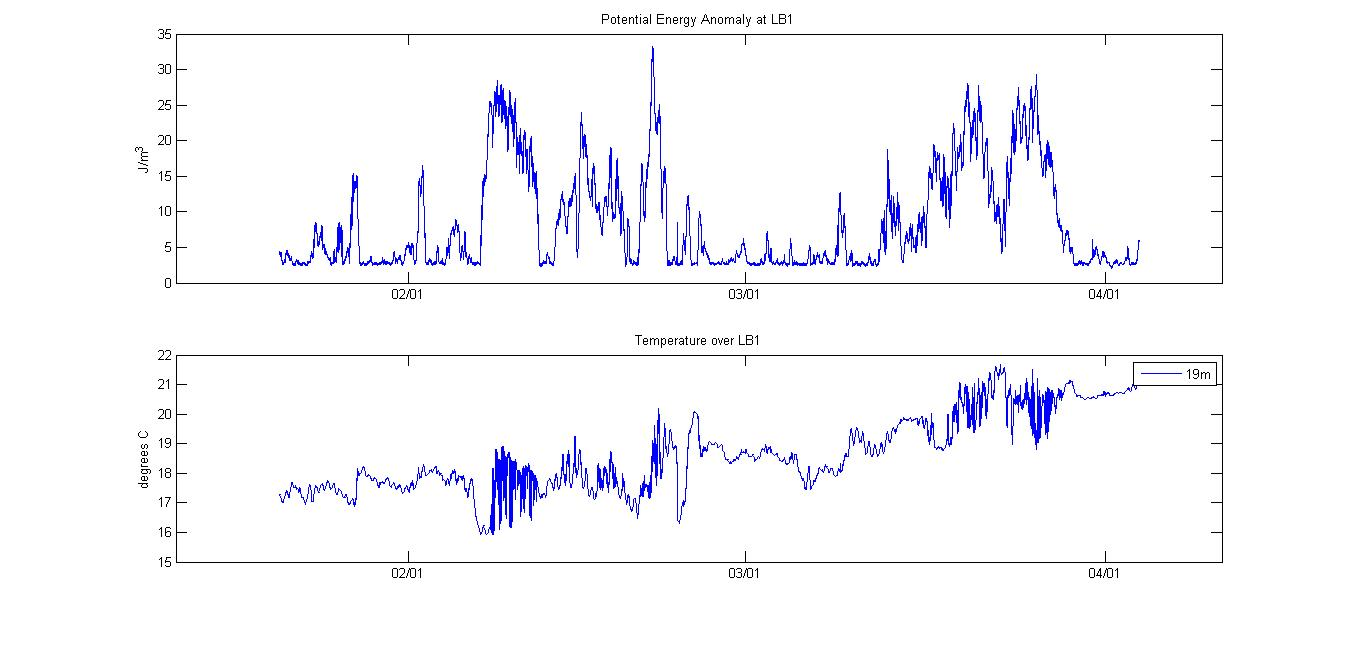 Potential Energy Anomaly at LB1
35
30
25
20
15
10
5
0
J/m³
02/01 03/01 04/01
Temperature over LB1
22
21
20
19
18
17
16
15
degrees C
19m
02/01 03/01 04/01